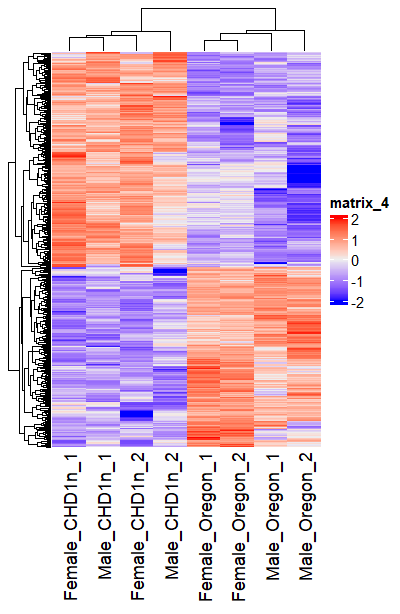 matrix_4
2
1
0
-1
-2
Female_CHD1n_1
Male_CHD1n_1
Female_CHD1n_2
Male_CHD1n_2
Female_Oregon_1
Female_Oregon_2
Male_Oregon_1
Male_Oregon_2